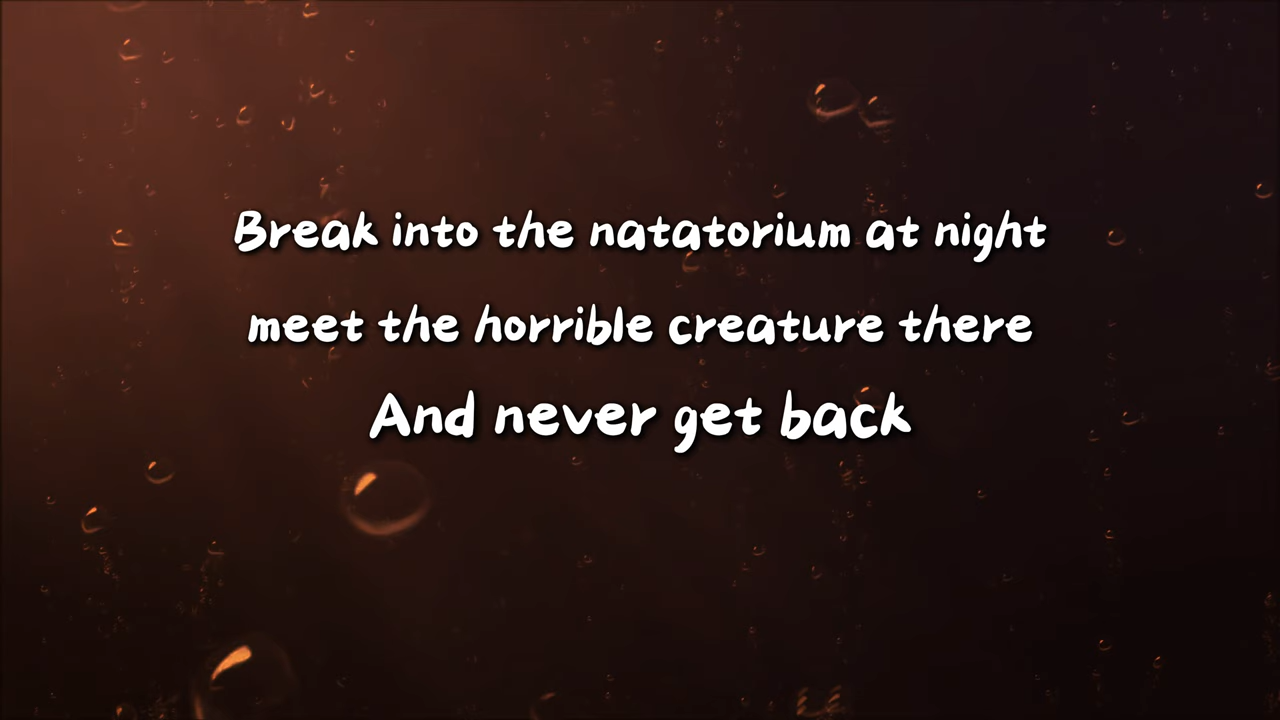 Break into the natatorium at night
meet the horrible creature there
And never get back